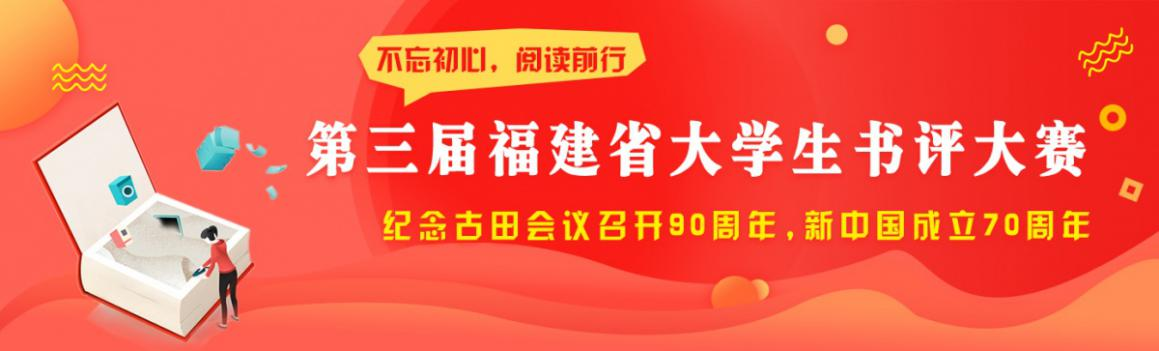 不忘初心，阅读前行
第三届福建省大学生书评大赛
纪念古田会议召开90周年，新中国成立70周年